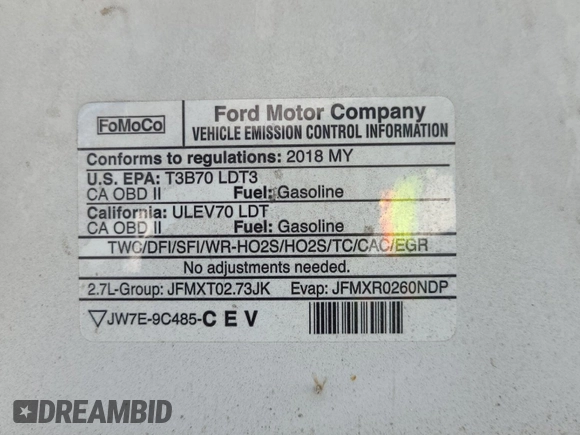 FoMoCo
Ford Motor Company
VEHICLE EMISSION CONTROL INFORMATION
Conforms to regulations: 2018 MY
U.S. EPA: T3B70 LDT3
CA OBD II Fuel: Gasoline
California: ULEV70 LDT
CA OBD II Fuel: Gasoline
TWC/DFI/SFI/WR-HO2S/HO2S/TC/CAC/EGR
No adjustments needed.
2.7L-Group: JFMXT02.73JK Evap: JFMXR0260NDP
JW7E-9C485-C E V
DREAMBID